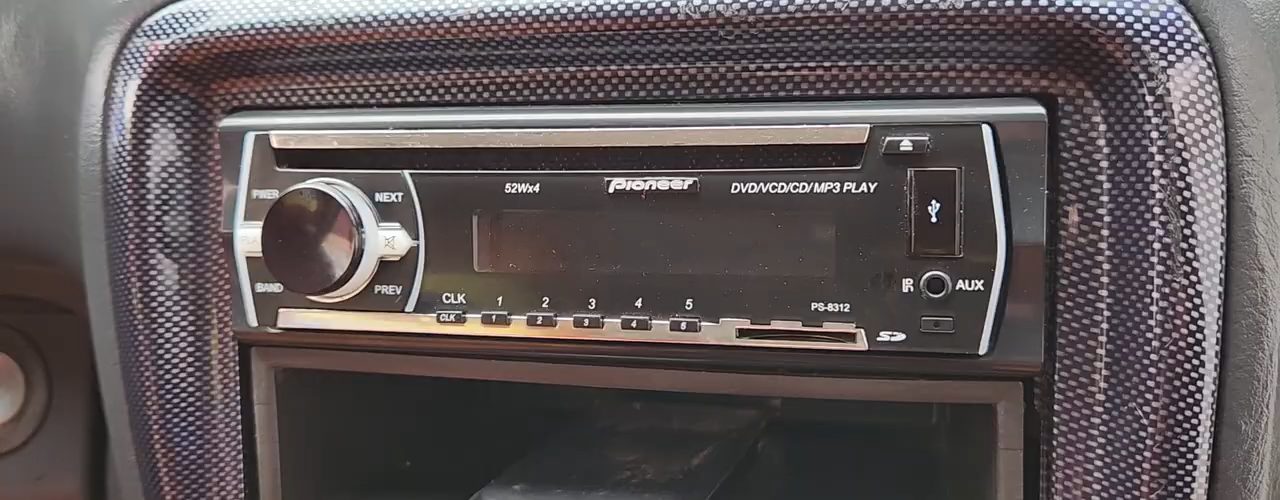 52Wx4
Pioneer
DVD/VCD/CD/MP3 PLAY
PWER
NEXT
BAND
PREV
IR
AUX
CLK
1
2
3
4
5
PS-8312
CLK
1
2
3
4
SD